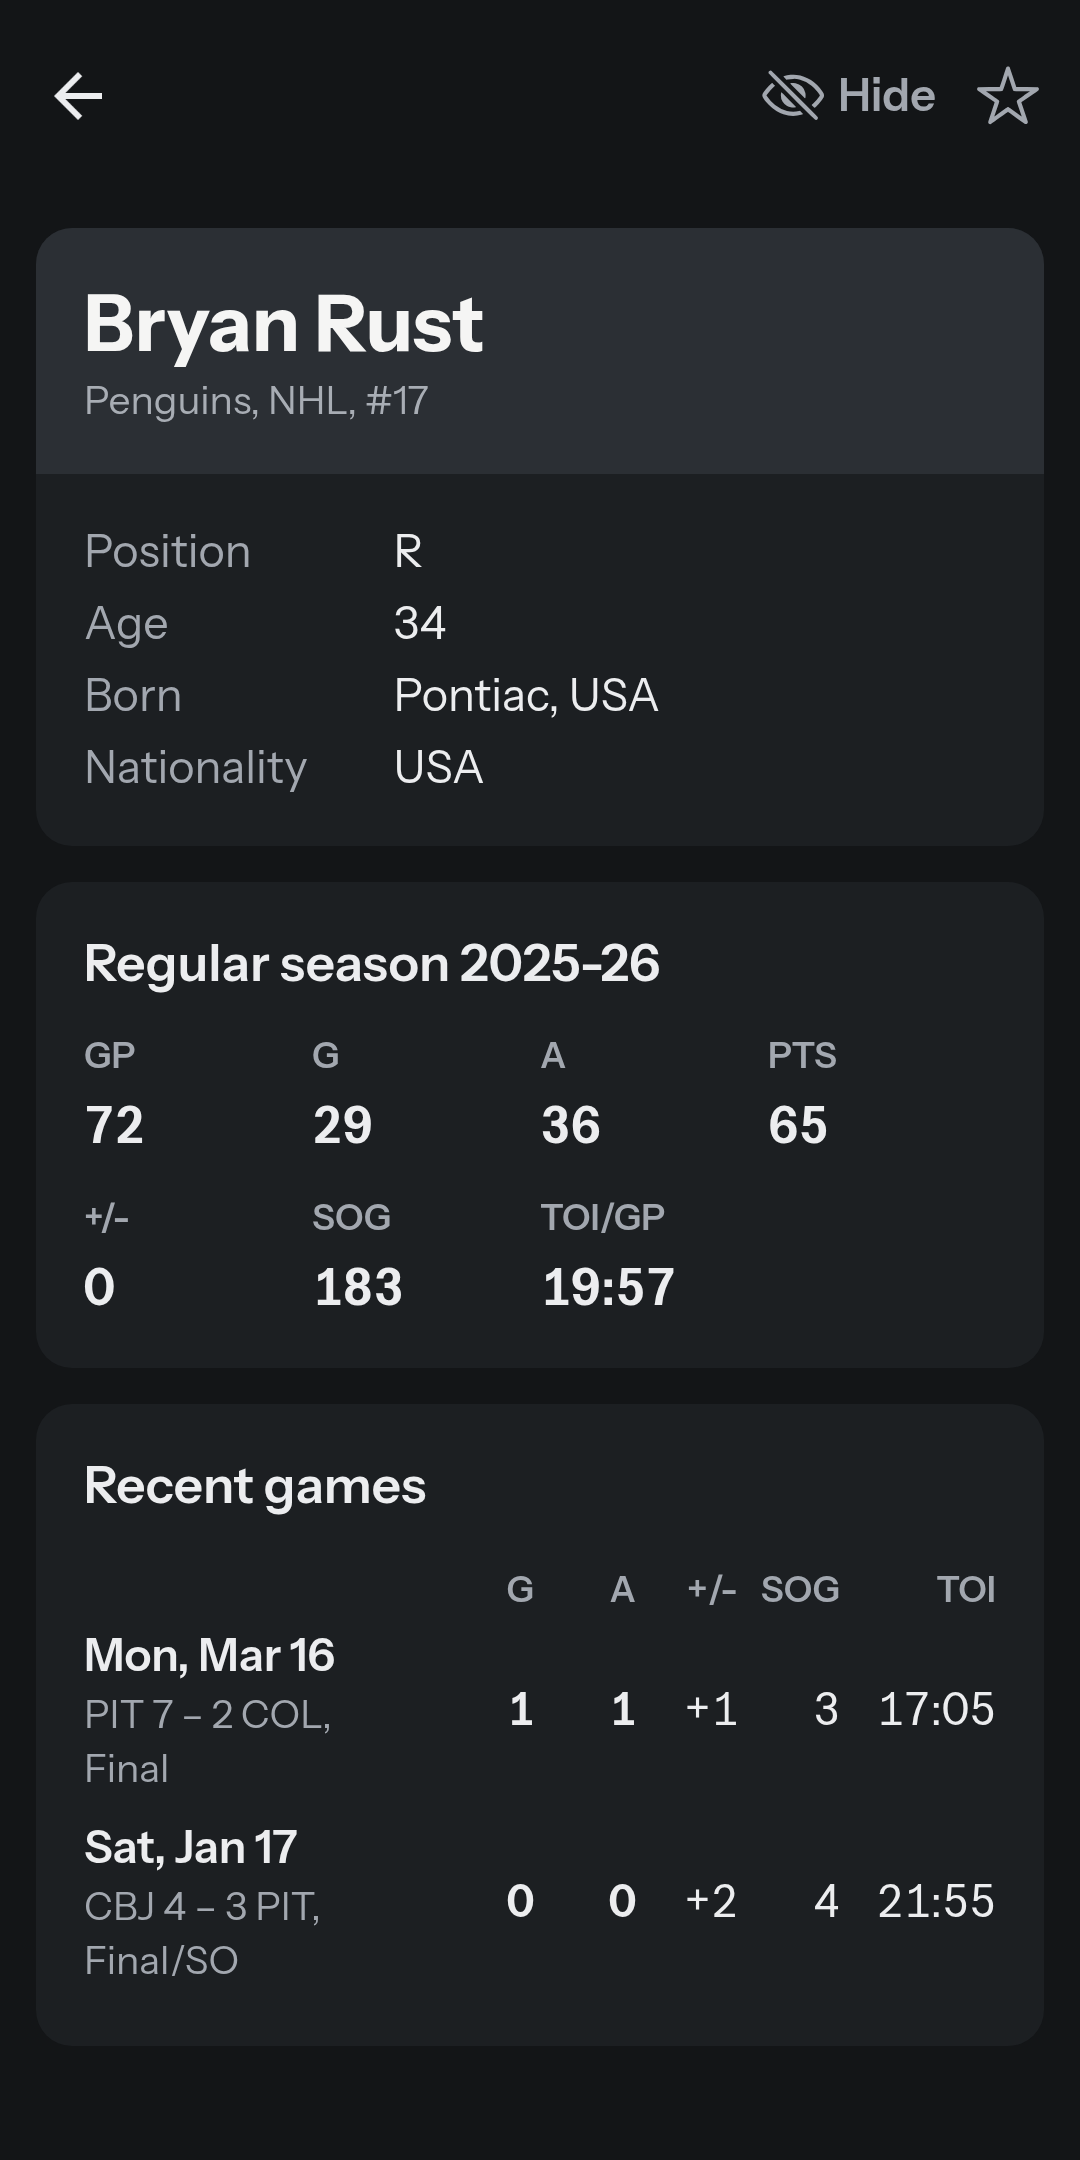 Hide
Bryan Rust
Penguins, NHL, #17
Position R
Age 34
Born Pontiac, USA
Nationality USA
Regular season 2025-26
GP G A PTS
72 29 36 65
+/- SOG TOI/GP
0 183 19:57
Recent games
G A +/- SOG TOI
Mon, Mar 16
PIT 7 – 2 COL, 1 1 +1 3 17:05
Final
Sat, Jan 17
CBJ 4 – 3 PIT, 0 0 +2 4 21:55
Final/SO